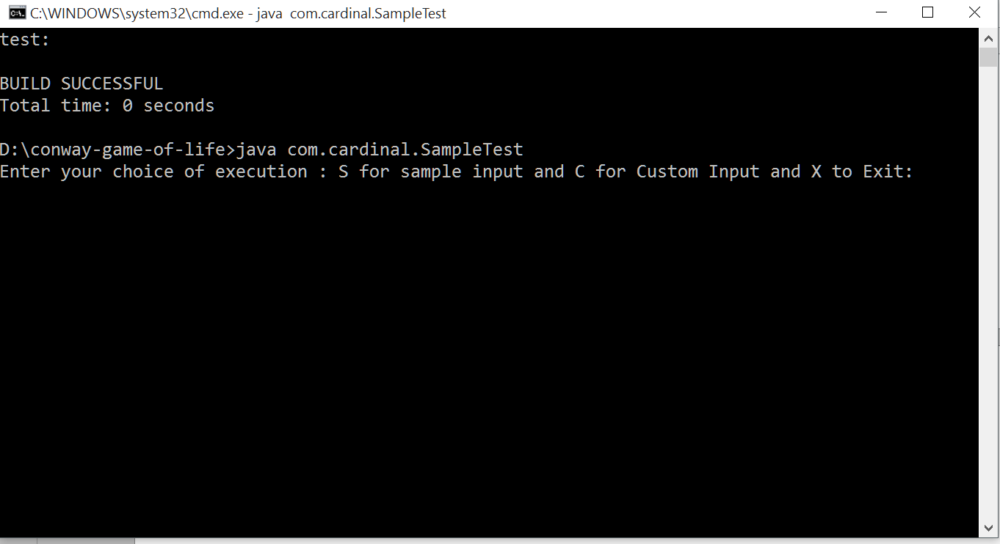 C:\WINDOWS\system32\cmd.exe - java  com.cardinal.SampleTest
test:
BUILD SUCCESSFUL
Total time: 0 seconds
D:\conway-game-of-life>java com.cardinal.SampleTest
Enter your choice of execution : S for sample input and C for Custom Input and X to Exit: